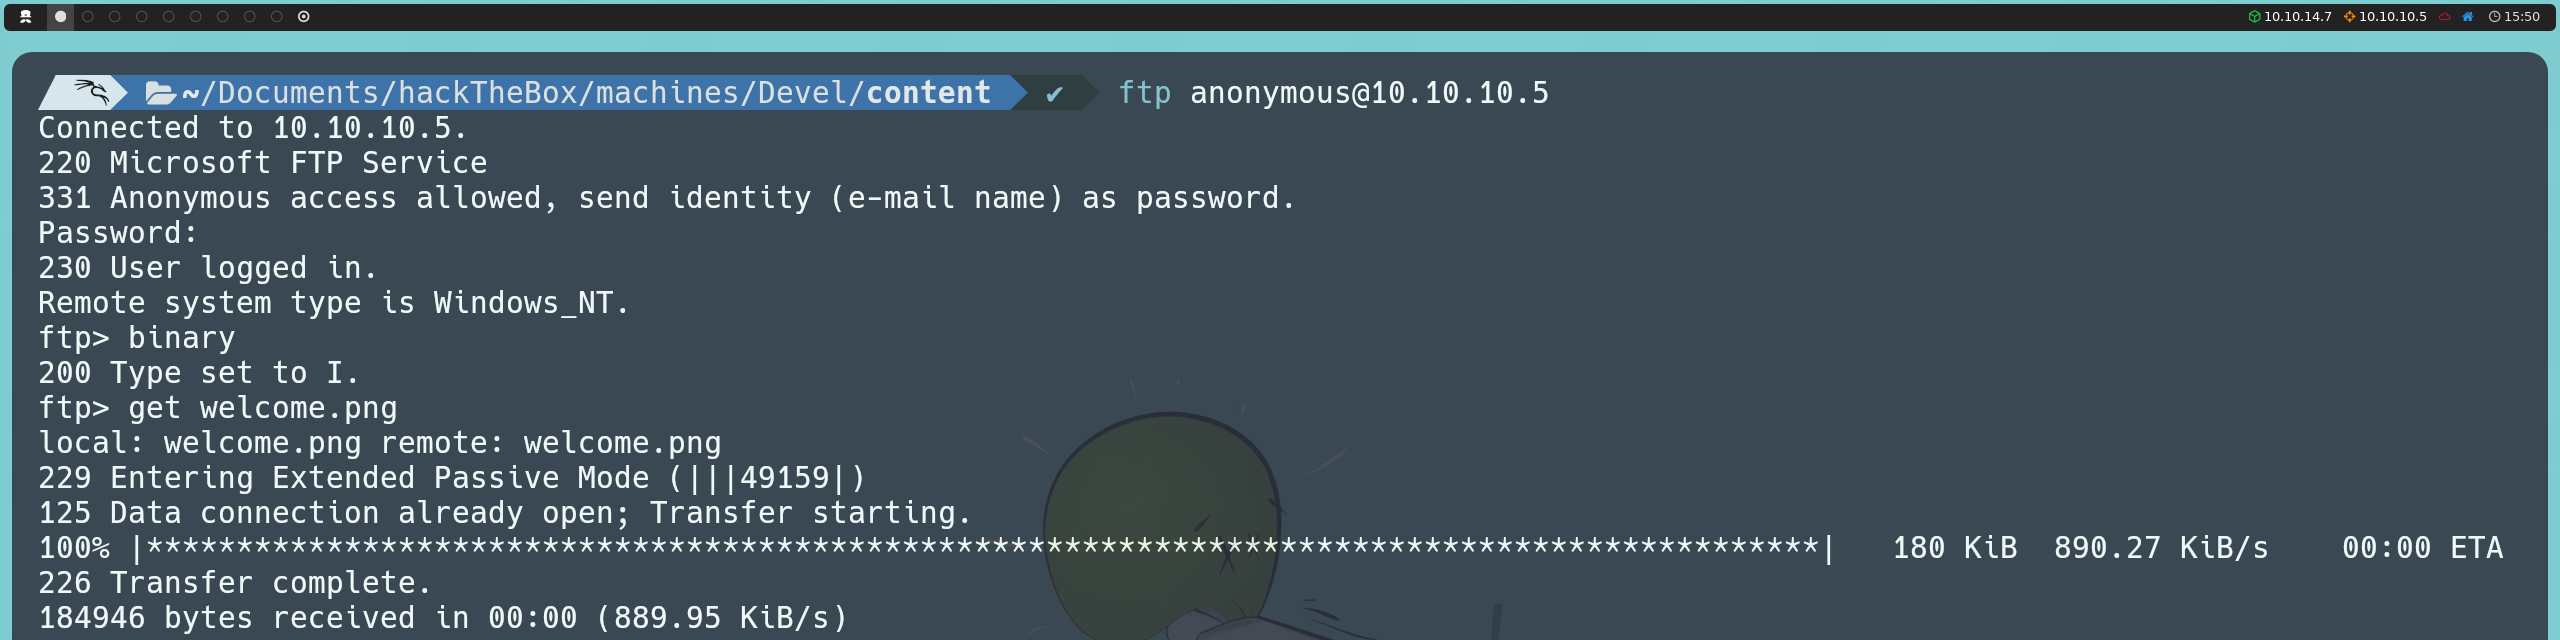 10.10.14.7 10.10.10.5 15:50
~/Documents/hackTheBox/machines/Devel/content ✔ ftp anonymous@10.10.10.5
Connected to 10.10.10.5.
220 Microsoft FTP Service
331 Anonymous access allowed, send identity (e-mail name) as password.
Password:
230 User logged in.
Remote system type is Windows_NT.
ftp> binary
200 Type set to I.
ftp> get welcome.png
local: welcome.png remote: welcome.png
229 Entering Extended Passive Mode (|||49159|)
125 Data connection already open; Transfer starting.
100% |*********************************************************************************************| 180 KiB 890.27 KiB/s 00:00 ETA
226 Transfer complete.
184946 bytes received in 00:00 (889.95 KiB/s)